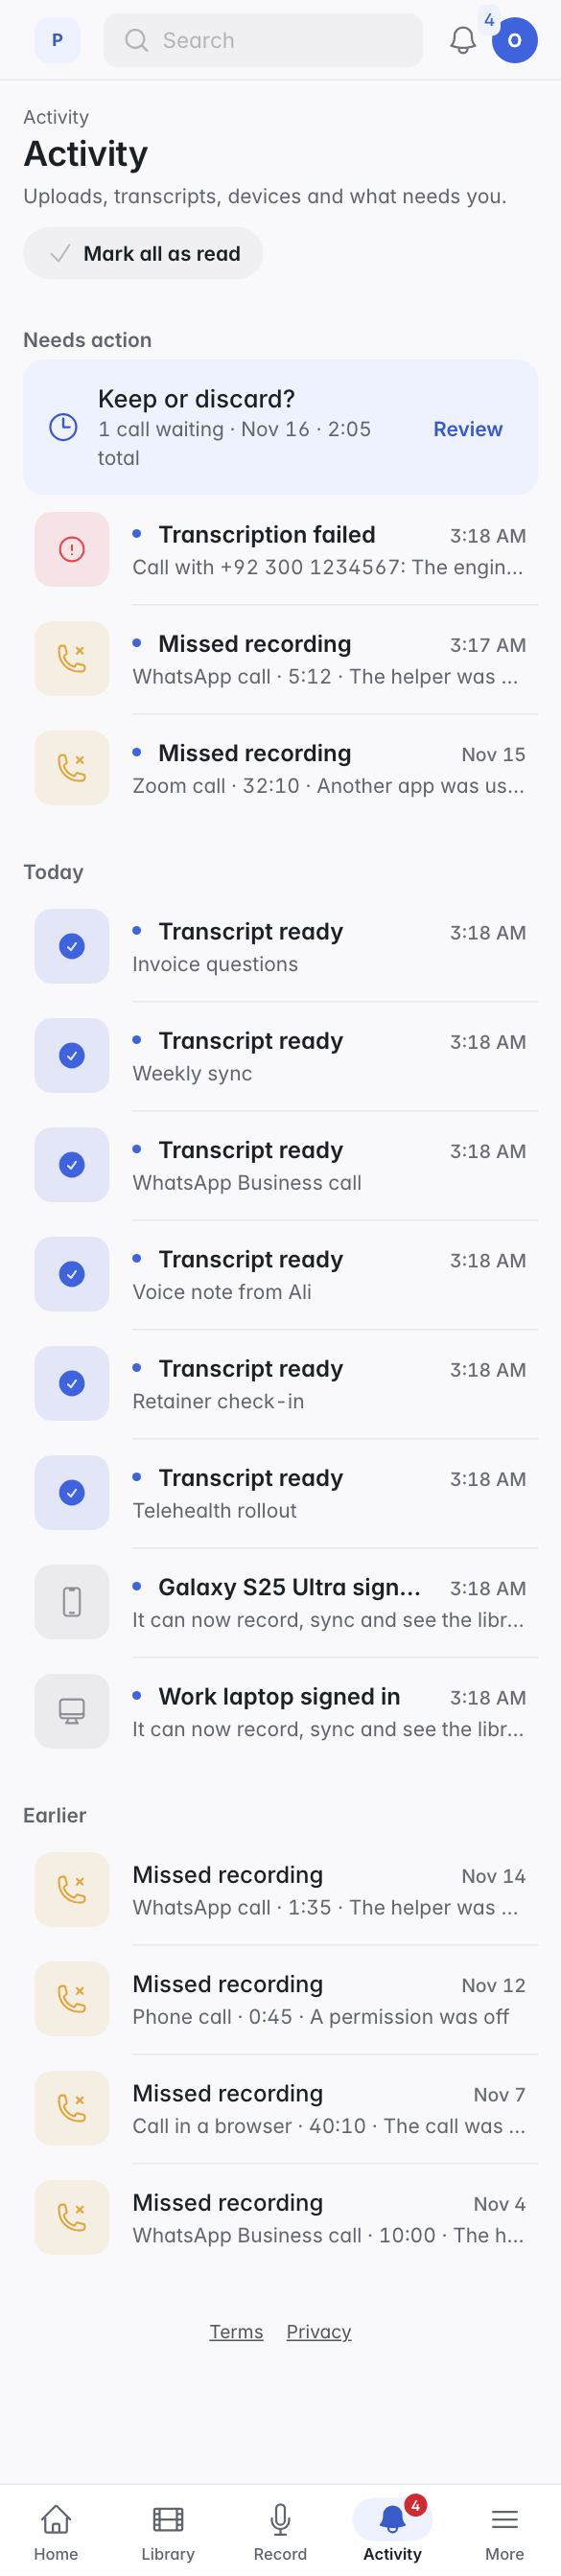 P
Search
4
O
Activity
Activity
Uploads, transcripts, devices and what needs you.
Mark all as read
Needs action
Keep or discard?
1 call waiting · Nov 16 · 2:05
total
Review
Transcription failed 3:18 AM
Call with +92 300 1234567: The engin...
Missed recording 3:17 AM
WhatsApp call · 5:12 · The helper was ...
Missed recording Nov 15
Zoom call · 32:10 · Another app was us...
Today
Transcript ready 3:18 AM
Invoice questions
Transcript ready 3:18 AM
Weekly sync
Transcript ready 3:18 AM
WhatsApp Business call
Transcript ready 3:18 AM
Voice note from Ali
Transcript ready 3:18 AM
Retainer check-in
Transcript ready 3:18 AM
Telehealth rollout
Galaxy S25 Ultra sign... 3:18 AM
It can now record, sync and see the libr...
Work laptop signed in 3:18 AM
It can now record, sync and see the libr...
Earlier
Missed recording Nov 14
WhatsApp call · 1:35 · The helper was ...
Missed recording Nov 12
Phone call · 0:45 · A permission was off
Missed recording Nov 7
Call in a browser · 40:10 · The call was ...
Missed recording Nov 4
WhatsApp Business call · 10:00 · The h...
Terms Privacy
4
Home Library Record Activity More